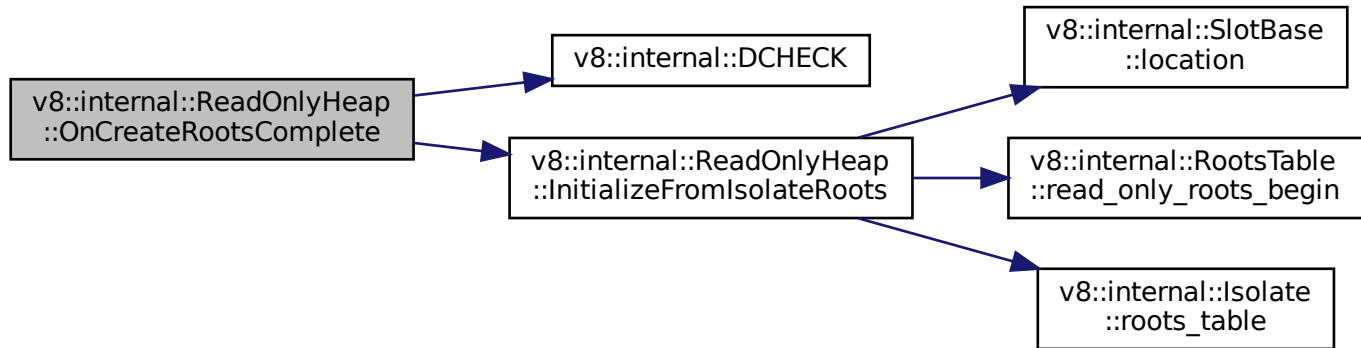 v8::internal::ReadOnlyHeap
::OnCreateRootsComplete
v8::internal::DCHECK
v8::internal::ReadOnlyHeap
::InitializeFromIsolateRoots
v8::internal::SlotBase
::location
v8::internal::RootsTable
::read_only_roots_begin
v8::internal::Isolate
::roots_table